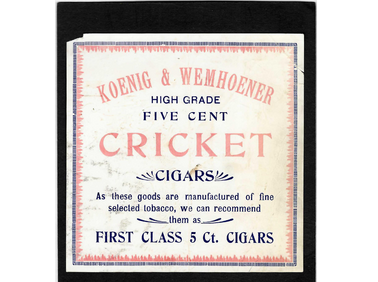 KOENIG & WEMHOENER
HIGH GRADE
FIVE CENT
CRICKET
CIGARS
As these goods are manufactured of fine
selected tobacco, we can recommend
them as
FIRST CLASS 5 Ct. CIGARS